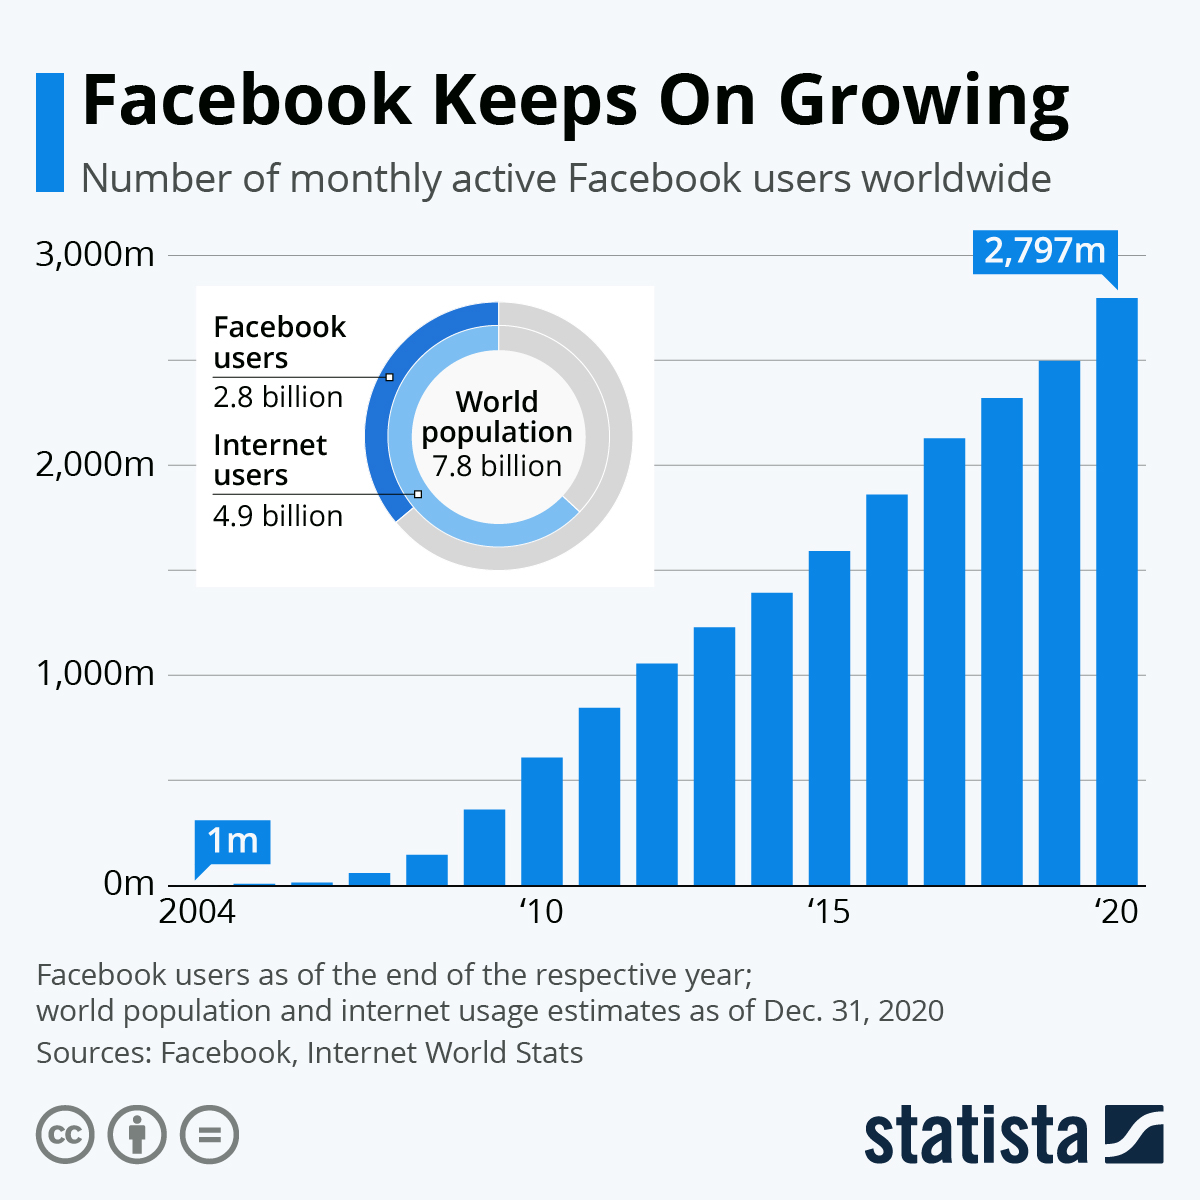 Facebook Keeps On Growing
Number of monthly active Facebook users worldwide
3,000m
2,000m
1,000m
0m
2,797m
1m
Facebook
users
2.8 billion
Internet
users
4.9 billion
World
population
7.8 billion
2004
‘10
‘15
‘20
Facebook users as of the end of the respective year;
world population and internet usage estimates as of Dec. 31, 2020
Sources: Facebook, Internet World Stats
cc
statista